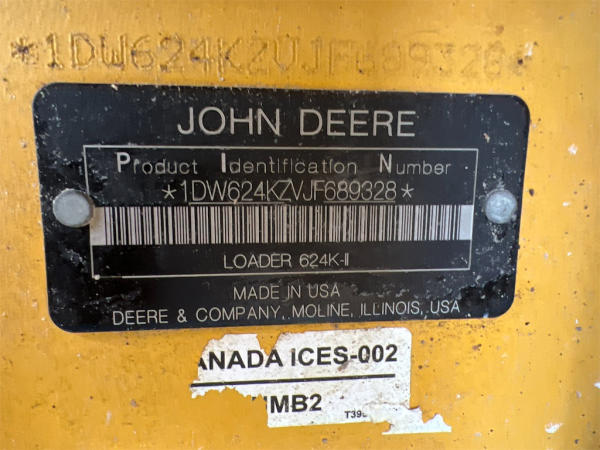 *1DW624KZVJF689328*
JOHN DEERE
Product Identification Number
*1DW624KZVJF689328*
LOADER 624K-II
MADE IN USA
DEERE & COMPANY, MOLINE, ILLINOIS, USA
ANADA ICES-002
MB2